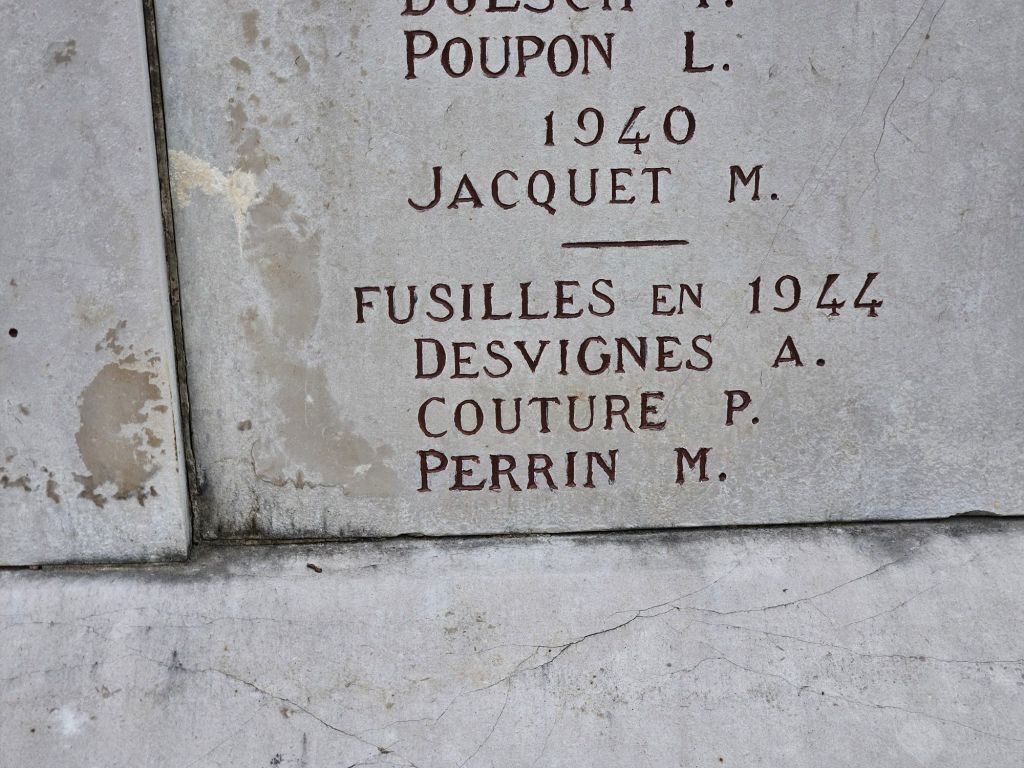 POUPON L.
1940
JACQUET M.
FUSILLES EN 1944
DESVIGNES A.
COUTURE P.
PERRIN M.